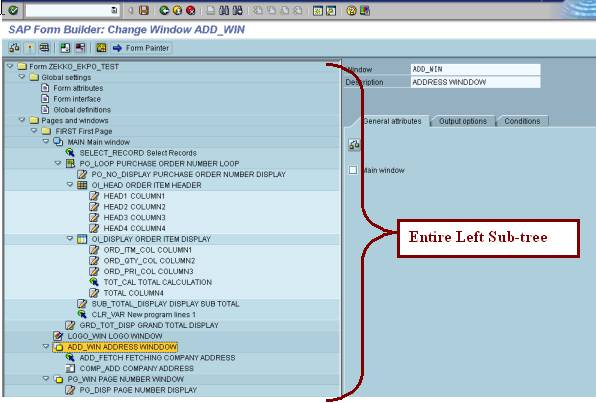 SAP Form Builder: Change Window ADD_WIN
Form Painter
Form ZEKKO_EKPO_TEST
Global settings
Form attributes
Form interface
Global definitions
Pages and windows
FIRST First Page
MAIN Main window
SELECT_RECORD Select Records
PO_LOOP PURCHASE ORDER NUMBER LOOP
PO_NO_DISPLAY PURCHASE ORDER NUMBER DISPLAY
OI_HEAD ORDER ITEM HEADER
HEAD1 COLUMN1
HEAD2 COLUMN2
HEAD3 COLUMN3
HEAD4 COLUMN4
OI_DISPLAY ORDER ITEM DISPLAY
ORD_ITM_COL COLUMN1
ORD_QTY_COL COLUMN2
ORD_PRI_COL COLUMN3
TOT_CAL TOTAL CALCULATION
TOTAL COLUMN4
SUB_TOTAL_DISPLAY DISPLAY SUB TOTAL
CLR_VAR New program lines 1
GRD_TOT_DISP GRAND TOTAL DISPLAY
LOGO_WIN LOGO WINDOW
ADD_WIN ADDRESS WINDDOW
ADD_FETCH FETCHING COMPANY ADDRESS
COMP_ADD COMPANY ADDRESS
PG_WIN PAGE NUMBER WINDOW
PG_DISP PAGE NUMBER DISPLAY
Window ADD_WIN
Description ADDRESS WINDDOW
General attributes Output options Conditions
Main window
Entire Left Sub-tree